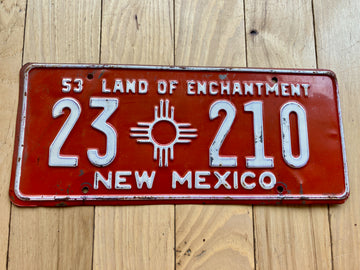 53 LAND OF ENCHANTMENT
23 210
NEW MEXICO